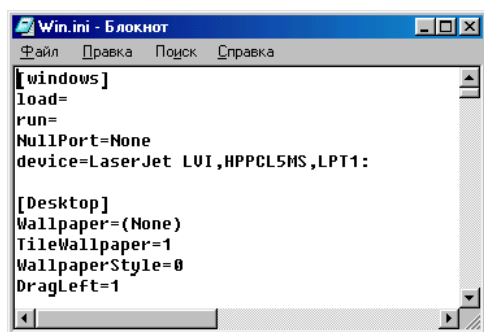 Win.ini - Блокнот
Файл Правка Поиск Справка
[windows]
load=
run=
NullPort=None
device=LaserJet LVI,HPPCL5MS,LPT1:
[Desktop]
Wallpaper=(None)
TileWallpaper=1
WallpaperStyle=0
DragLeft=1